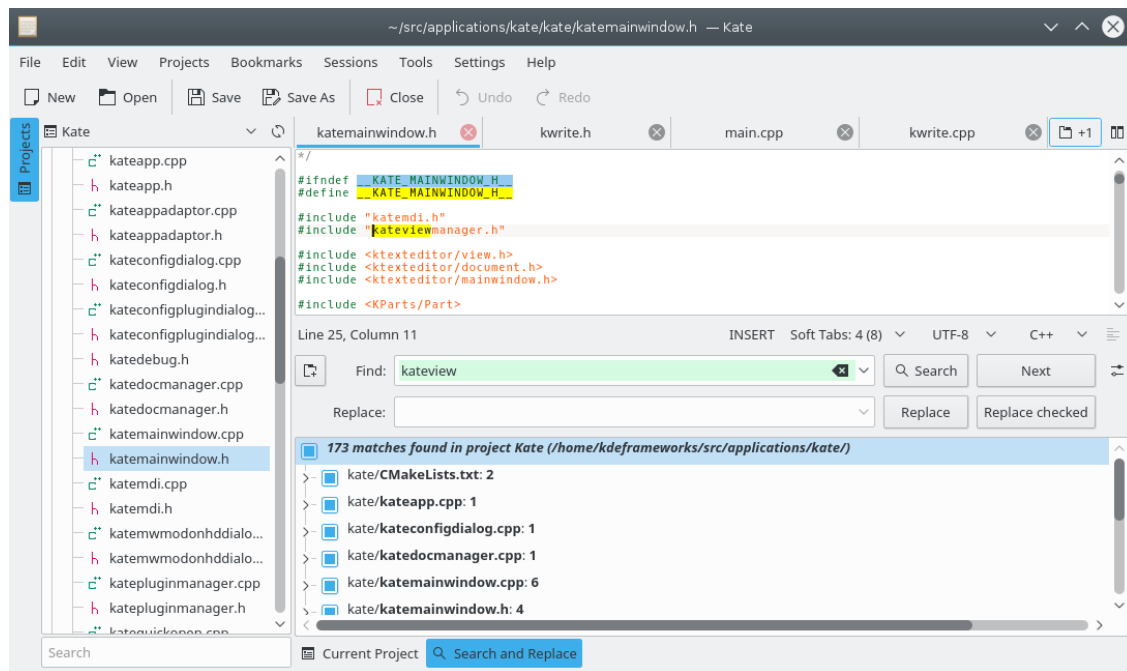 ~/src/applications/kate/kate/katemainwindow.h — Kate
File Edit View Projects Bookmarks Sessions Tools Settings Help
New Open Save Save As Close Undo Redo
Projects
Kate
kateapp.cpp
kateapp.h
kateappadaptor.cpp
kateappadaptor.h
kateconfigdialog.cpp
kateconfigdialog.h
kateconfigplugindialog...
kateconfigplugindialog...
katedebug.h
katedocmanager.cpp
katedocmanager.h
katemainwindow.cpp
katemainwindow.h
katemdi.cpp
katemdi.h
katemwmodonhddialo...
katemwmodonhddialo...
katepluginmanager.cpp
katepluginmanager.h
katequickopen.cpp
Search
katemainwindow.h kwrite.h main.cpp kwrite.cpp +1
*/
#ifndef __KATE_MAINWINDOW_H__
#define __KATE_MAINWINDOW_H__
#include "katemdi.h"
#include "kateviewmanager.h"
#include <ktexteditor/view.h>
#include <ktexteditor/document.h>
#include <ktexteditor/mainwindow.h>
#include <KParts/Part>
Line 25, Column 11 INSERT Soft Tabs: 4 (8) UTF-8 C++
Find: kateview Search Next
Replace: Replace Replace checked
173 matches found in project Kate (/home/kdeframeworks/src/applications/kate/)
kate/CMakeLists.txt: 2
kate/kateapp.cpp: 1
kate/kateconfigdialog.cpp: 1
kate/katedocmanager.cpp: 1
kate/katemainwindow.cpp: 6
kate/katemainwindow.h: 4
Current Project Search and Replace